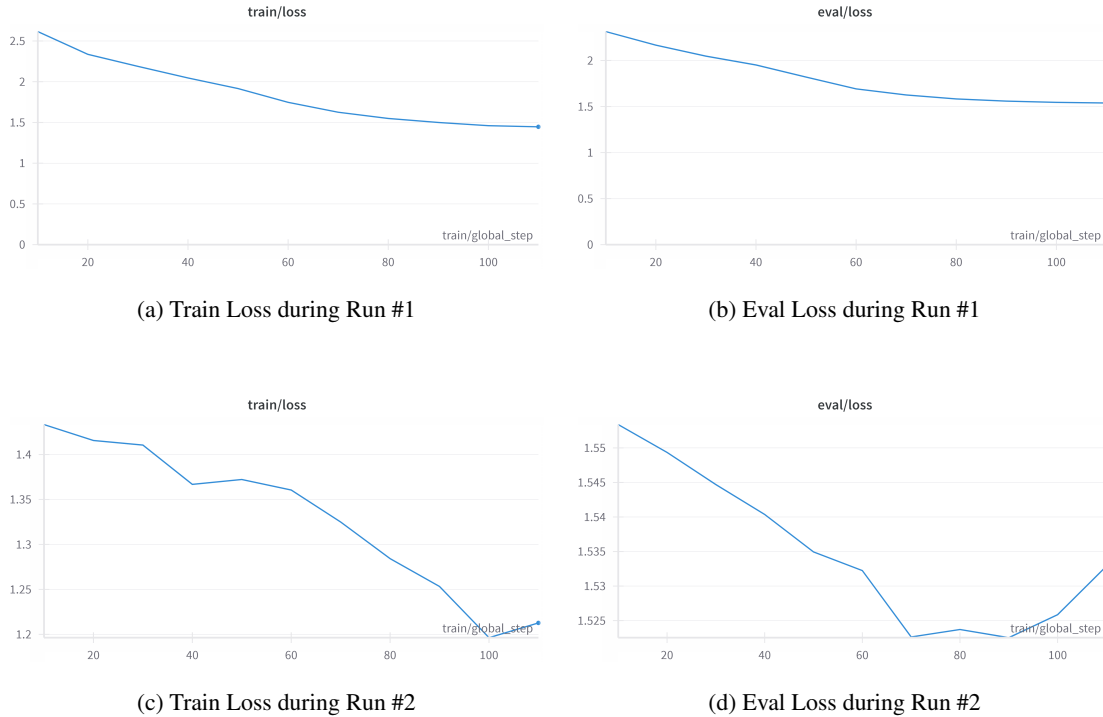 train/loss
2.5
2
1.5
1
0.5
0
train/global_step
20 40 60 80 100
eval/loss
2
1.5
1
0.5
0
train/global_step
20 40 60 80 100
(a) Train Loss during Run #1
(b) Eval Loss during Run #1
train/loss
1.4
1.35
1.3
1.25
1.2
train/global_step
20 40 60 80 100
eval/loss
1.55
1.545
1.54
1.535
1.53
1.525
train/global_step
20 40 60 80 100
(c) Train Loss during Run #2
(d) Eval Loss during Run #2